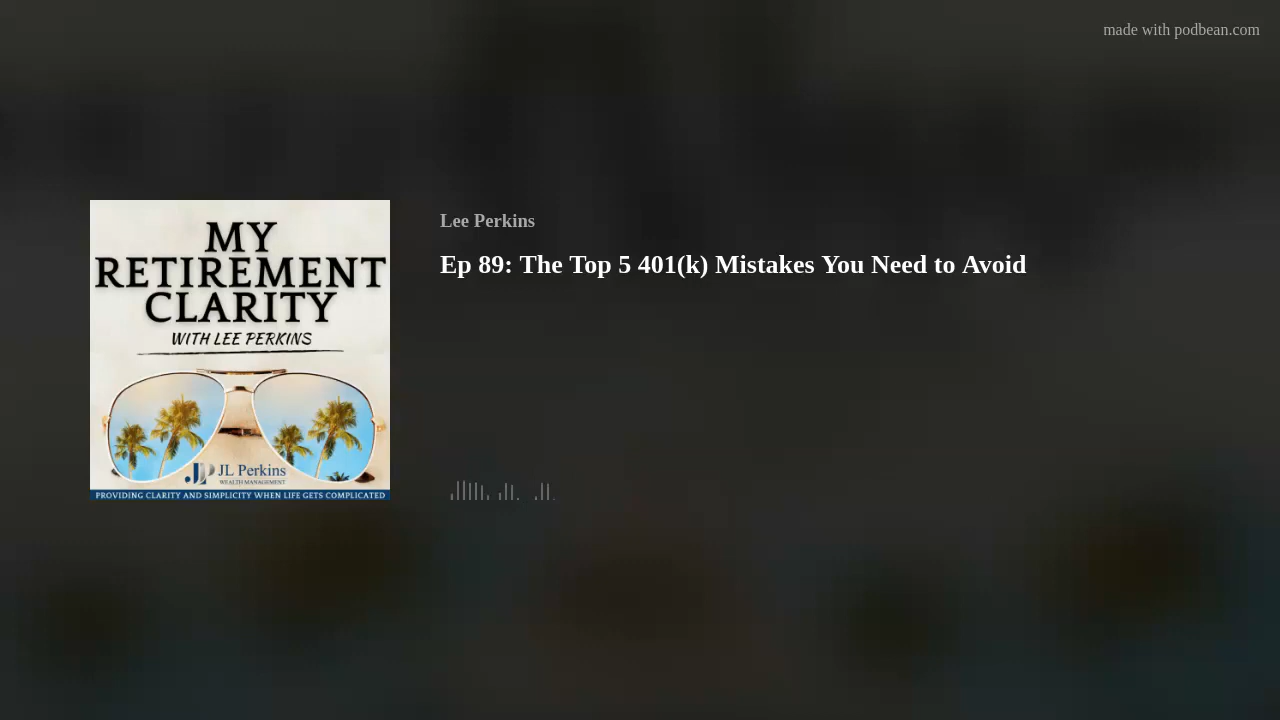 made with podbean.com
MY
RETIREMENT
CLARITY
WITH LEE PERKINS
JL Perkins
WEALTH MANAGEMENT
PROVIDING CLARITY AND SIMPLICITY WHEN LIFE GETS COMPLICATED
Lee Perkins
Ep 89: The Top 5 401(k) Mistakes You Need to Avoid